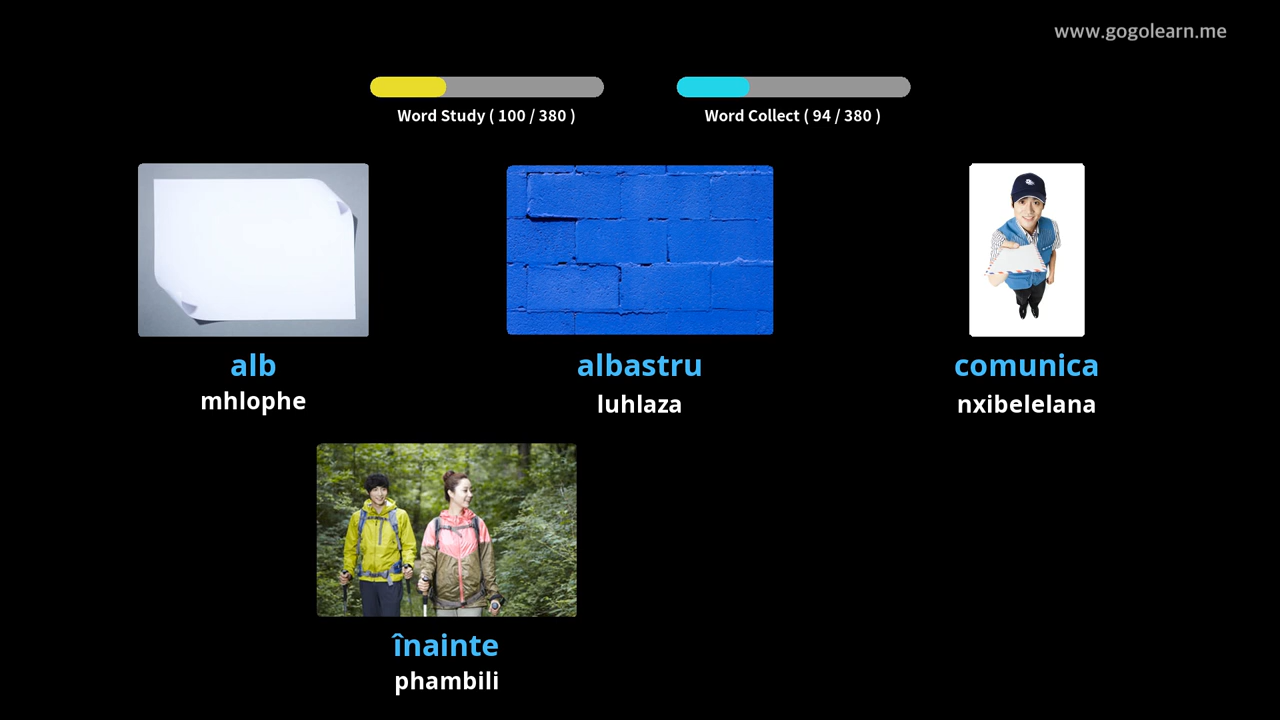 www.gogolearn.me
Word Study ( 100 / 380 )
Word Collect ( 94 / 380 )
alb
mhlophe
albastru
luhlaza
comunica
nxibelelana
înainte
phambili